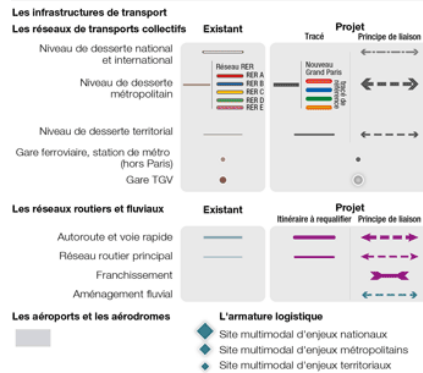 Les infrastructures de transport
Les réseaux de transports collectifs Existant Projet
Tracé Principe de liaison
Niveau de desserte national
et international
Niveau de desserte
métropolitain
Réseau RER
RER A
RER B
RER C
RER D
RER E
Nouveau
Grand Paris
tracé de
référence
Niveau de desserte territorial
Gare ferroviaire, station de métro
(hors Paris)
Gare TGV
Les réseaux routiers et fluviaux Existant Projet
Itinéraire à requalifier Principe de liaison
Autoroute et voie rapide
Réseau routier principal
Franchissement
Aménagement fluvial
Les aéroports et les aérodromes
L'armature logistique
Site multimodal d'enjeux nationaux
Site multimodal d'enjeux métropolitains
Site multimodal d'enjeux territoriaux